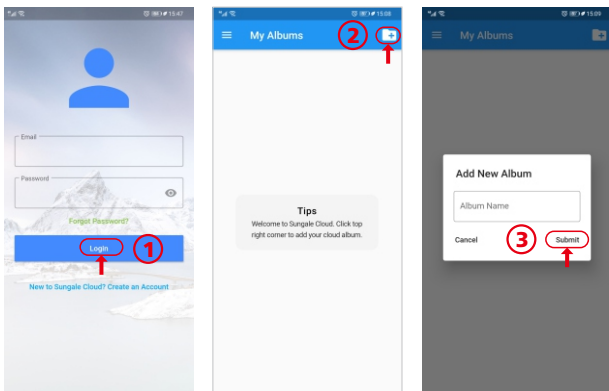 15:47
Email
Password
Forgot Password?
Login
1
New to Sungale Cloud? Create an Account
15:08
My Albums
2
Tips
Welcome to Sungale Cloud. Click top
right corner to add your cloud album.
15:09
My Albums
Add New Album
Album Name
Cancel
3
Submit